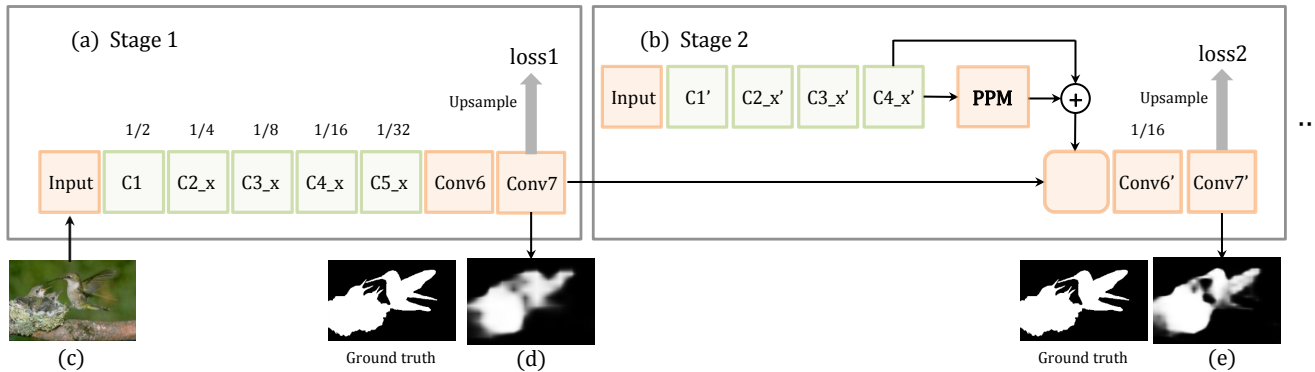 (a) Stage 1
loss1
Upsample
1/2 1/4 1/8 1/16 1/32
Input C1 C2_x C3_x C4_x C5_x Conv6 Conv7
(c)
Ground truth
(d)
(b) Stage 2
loss2
Input C1’ C2_x’ C3_x’ C4_x’ PPM +
Upsample
1/16
Conv6’ Conv7’
Ground truth
(e)
..